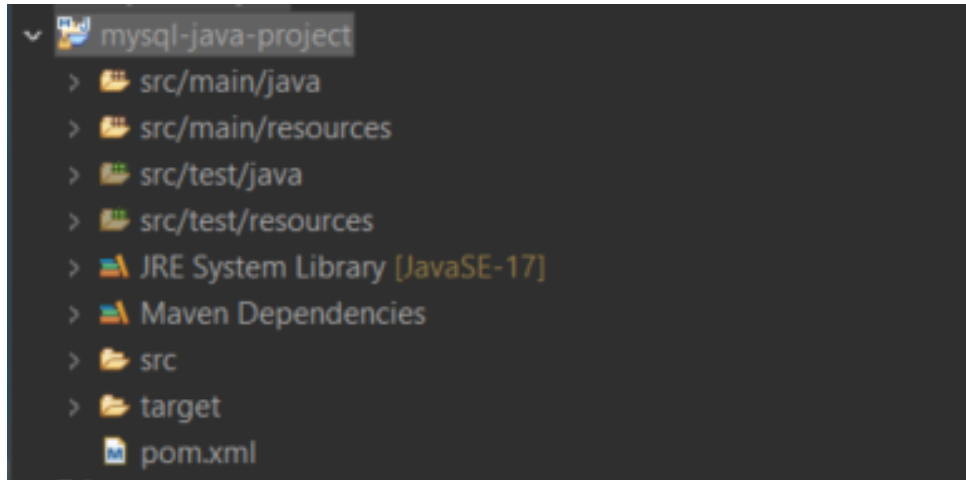 mysql-java-project
src/main/java
src/main/resources
src/test/java
src/test/resources
JRE System Library [JavaSE-17]
Maven Dependencies
src
target
pom.xml